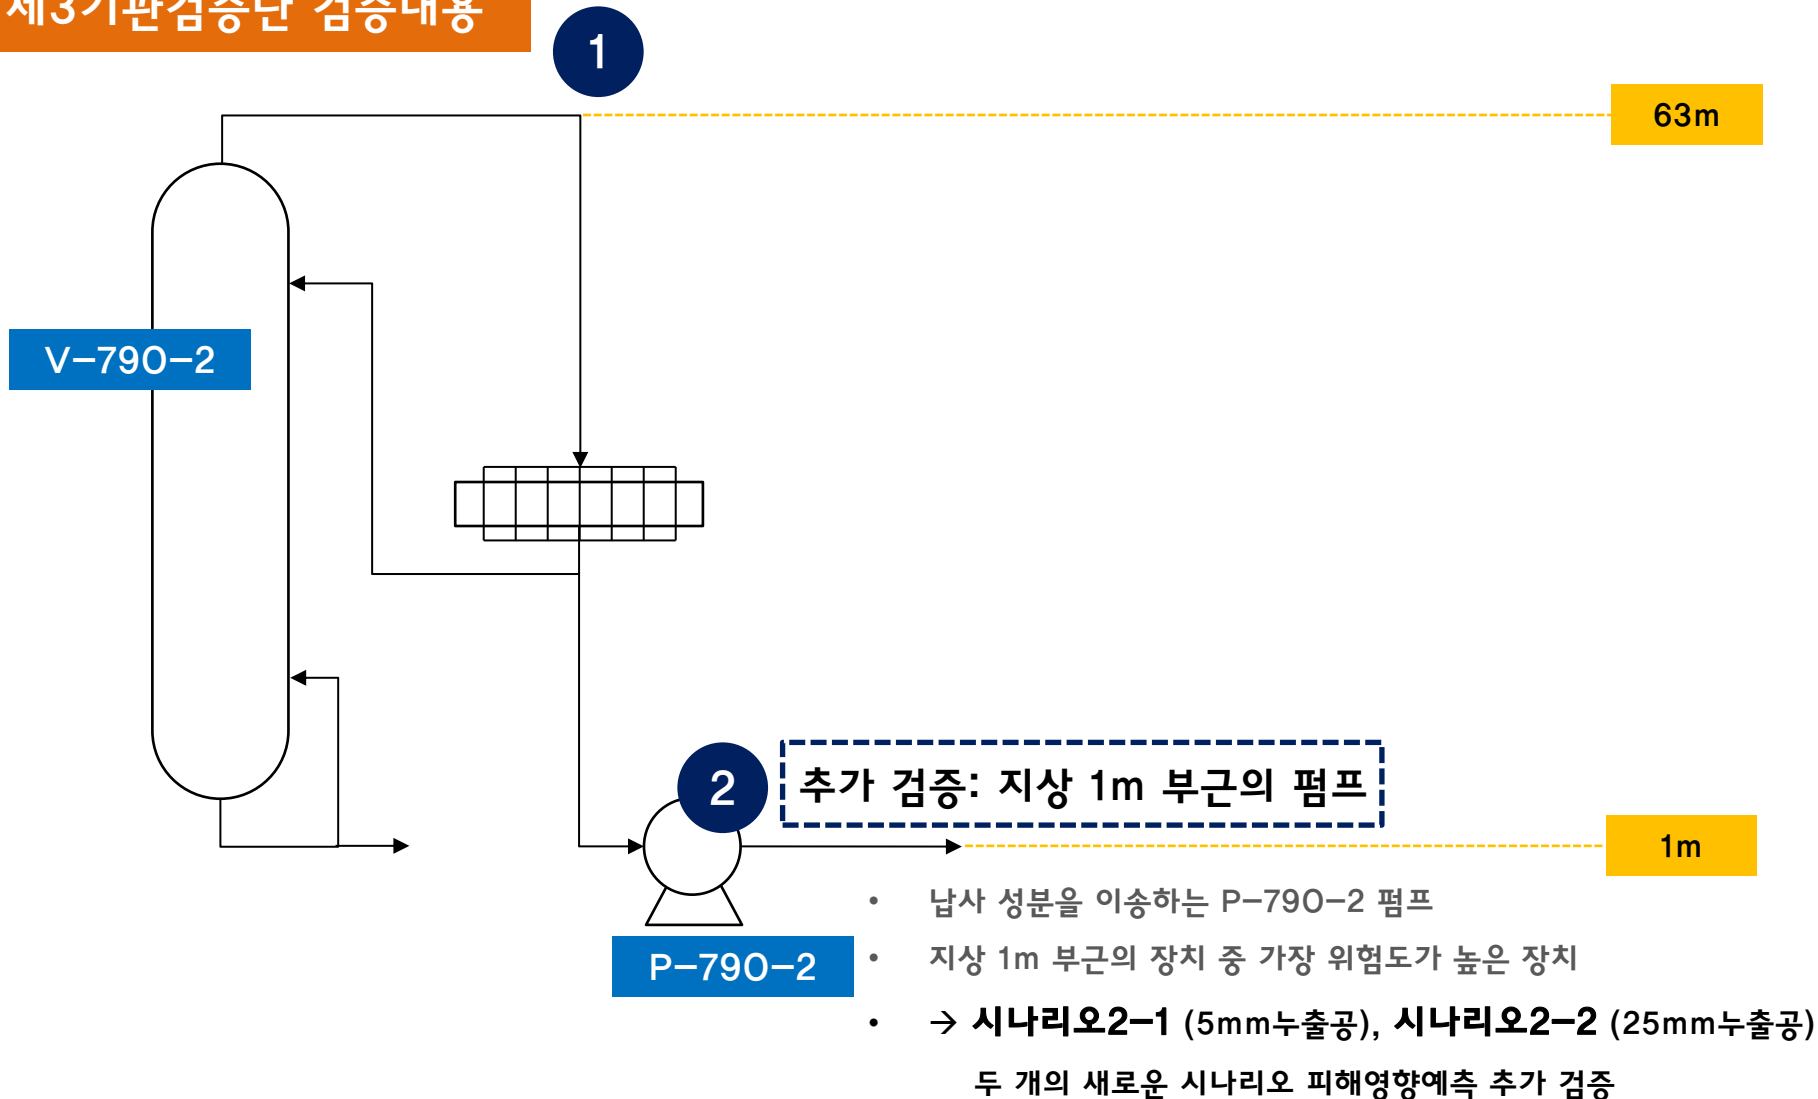 제3기관검증단 검증내용
1
63m
V-790-2
2
추가 검증: 지상 1m 부근의 펌프
1m
• 납사 성분을 이송하는 P-790-2 펌프
P-790-2
• 지상 1m 부근의 장치 중 가장 위험도가 높은 장치
• → 시나리오2-1 (5mm누출공), 시나리오2-2 (25mm누출공)
두 개의 새로운 시나리오 피해영향예측 추가 검증